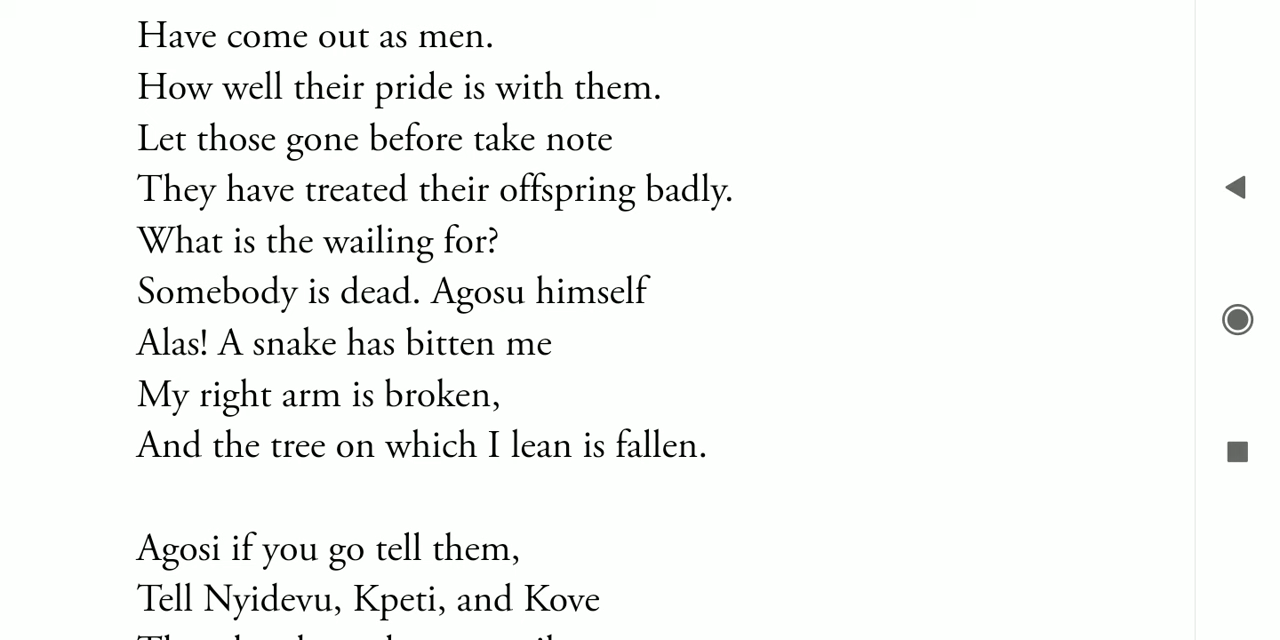 Have come out as men.
How well their pride is with them.
Let those gone before take note
They have treated their offspring badly.
What is the wailing for?
Somebody is dead. Agosu himself
Alas! A snake has bitten me
My right arm is broken,
And the tree on which I lean is fallen.
Agosi if you go tell them,
Tell Nyidevu, Kpeti, and Kove